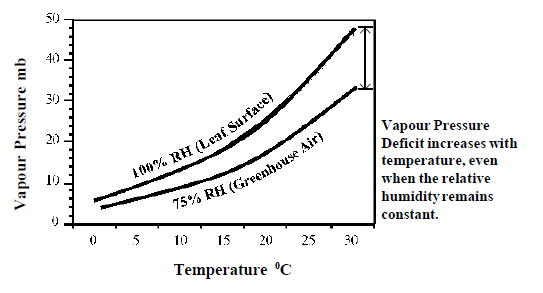 50
40
30
20
10
0
Vapour Pressure mb
100% RH (Leaf Surface)
75% RH (Greenhouse Air)
0 5 10 15 20 25 30
Temperature ⁰C
Vapour Pressure
Deficit increases with
temperature, even
when the relative
humidity remains
constant.